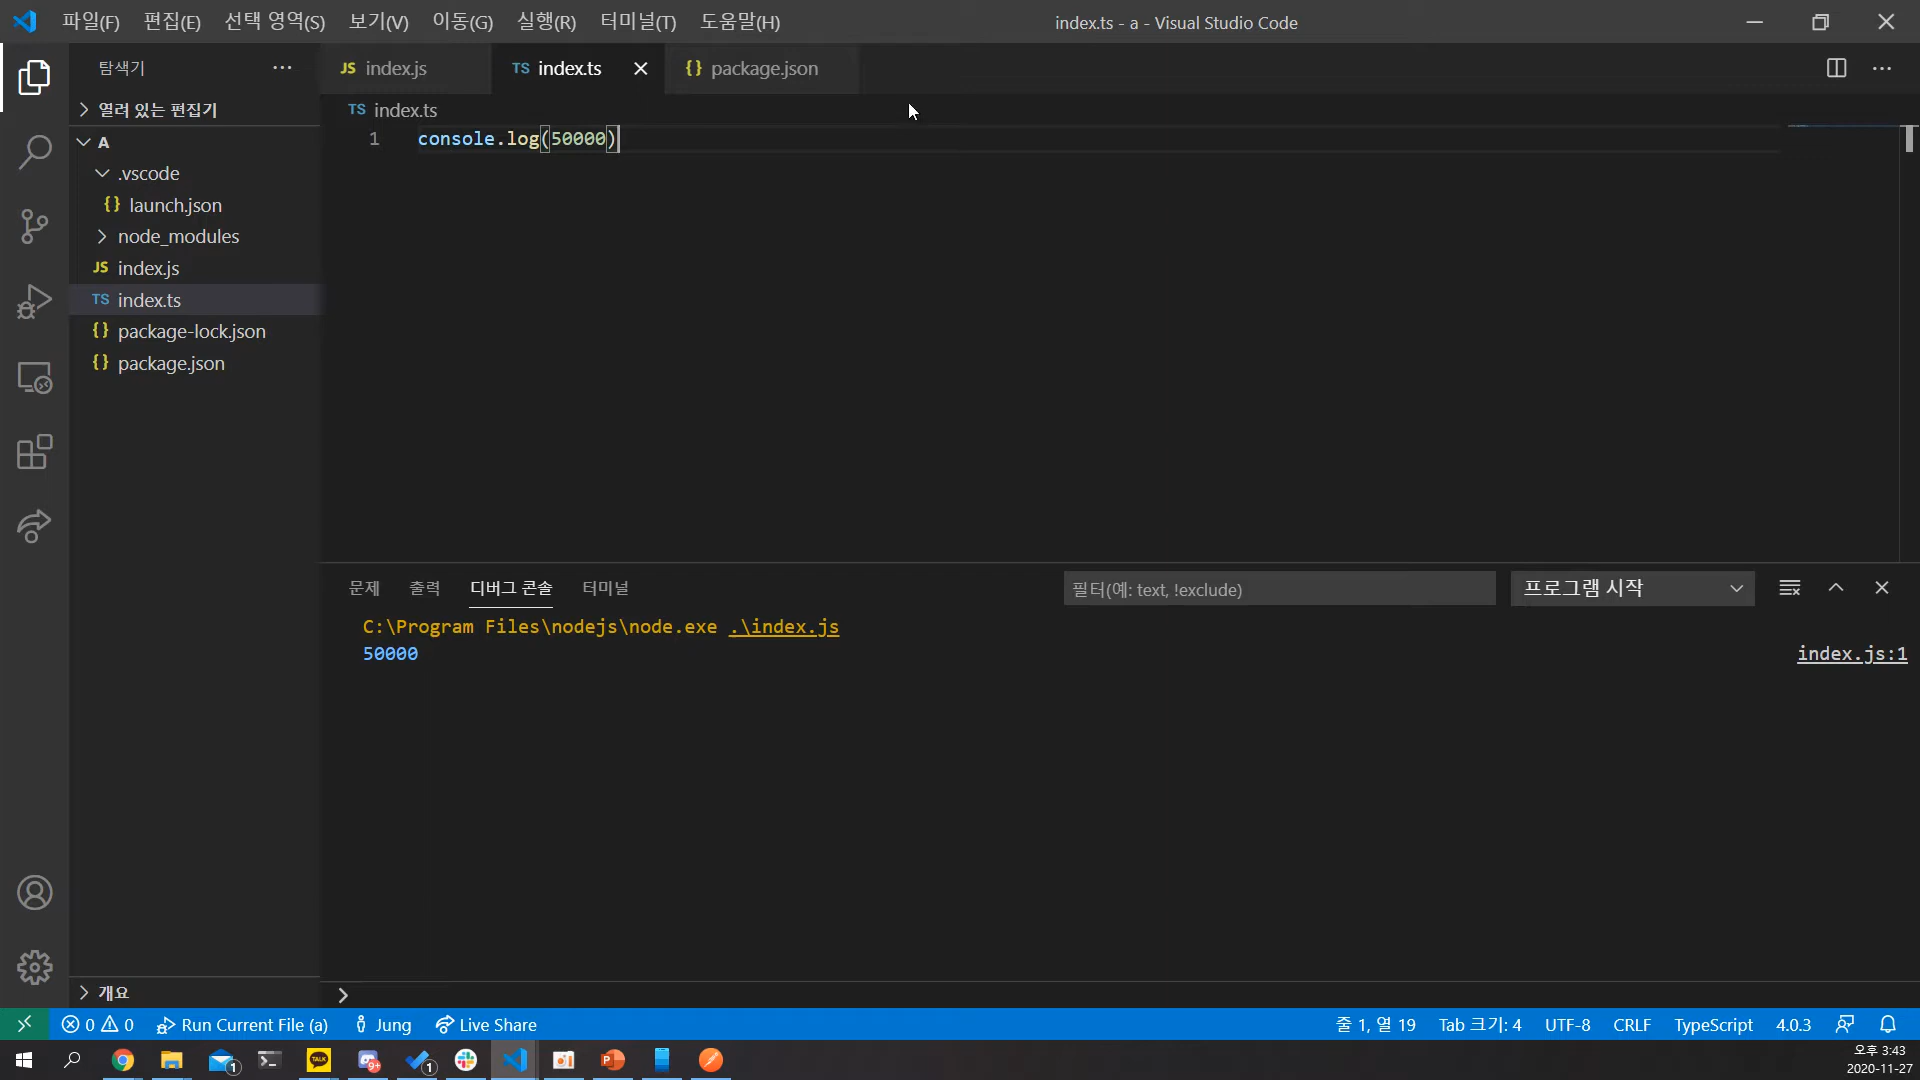 파일(F) 편집(E) 선택 영역(S) 보기(V) 이동(G) 실행(R) 터미널(T) 도움말(H) index.ts - a - Visual Studio Code
탐색기
JS index.js TS index.ts {} package.json
열려 있는 편집기
TS index.ts
1 console.log(50000)
A
.vscode
{} launch.json
node_modules
JS index.js
TS index.ts
{} package-lock.json
{} package.json
문제 출력 디버그 콘솔 터미널 필터(예: text, !exclude) 프로그램 시작
C:\Program Files\nodejs\node.exe .\index.js
50000 index.js:1
개요
0 0 Run Current File (a) Jung Live Share 줄 1, 열 19 Tab 크기: 4 UTF-8 CRLF TypeScript 4.0.3
1 TALK 9+ 1 P
오후 3:43
2020-11-27